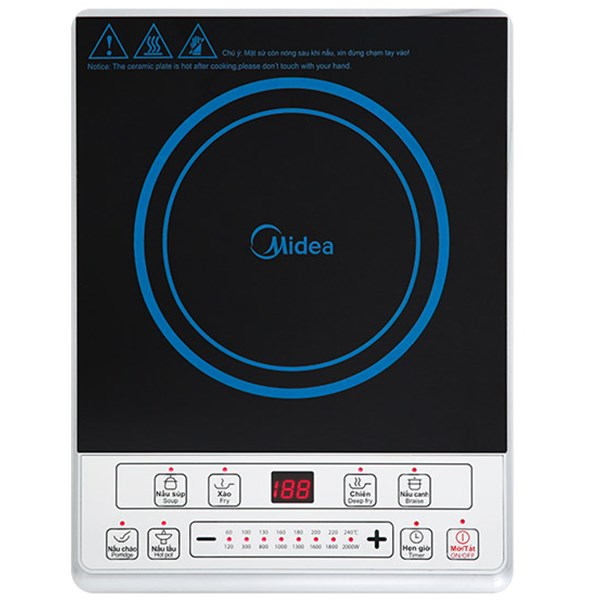 Chú ý: Mặt sứ còn nóng sau khi nấu, xin đừng chạm tay vào!
Notice: The ceramic plate is hot after cooking,please don't touch with your hand.
Midea
Nấu súp
Soup
Xào
Fry
188
Chiên
Deep fry
Nấu canh
Braise
Nấu cháo
Porridge
Nấu lẩu
Hot pot
60 100 130 160 180 200 220 240°C
120 300 800 1000 1300 1600 1800 2000W
Hẹn giờ
Timer
Mở/Tắt
ON/OFF